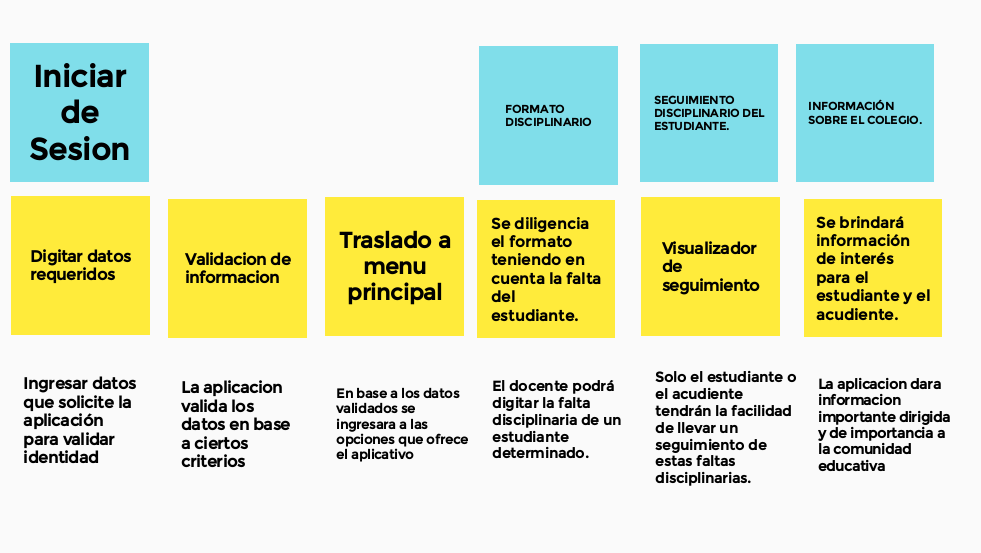 Iniciar
de
Sesion
FORMATO
DISCIPLINARIO
SEGUIMIENTO
DISCIPLINARIO DEL
ESTUDIANTE.
INFORMACIÓN
SOBRE EL COLEGIO.
Digitar datos
requeridos
Validacion de
informacion
Traslado a
menu
principal
Se diligencia
el formato
teniendo en
cuenta la falta
del
estudiante.
Visualizador
de
seguimiento
Se brindará
información
de interés
para el
estudiante y el
acudiente.
Ingresar datos
que solicite la
aplicación
para validar
identidad
La aplicacion
valida los
datos en base
a ciertos
criterios
En base a los datos
validados se
ingresara a las
opciones que ofrece
el aplicativo
El docente podrá
digitar la falta
disciplinaria de un
estudiante
determinado.
Solo el estudiante o
el acudiente
tendrán la facilidad
de llevar un
seguimiento de
estas faltas
disciplinarias.
La aplicacion dara
informacion
importante dirigida
y de importancia a
la comunidad
educativa